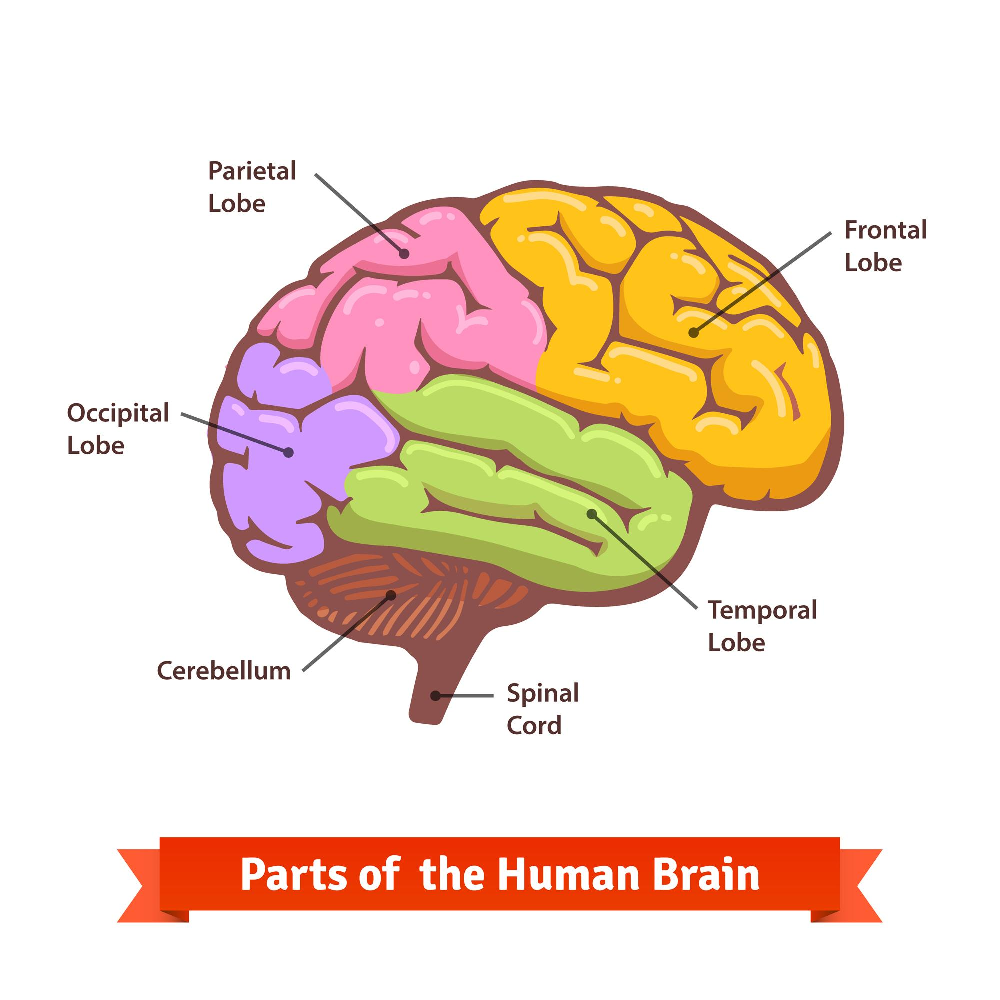 Parietal
Lobe
Frontal
Lobe
Occipital
Lobe
Temporal
Lobe
Cerebellum
Spinal
Cord
Parts of the Human Brain